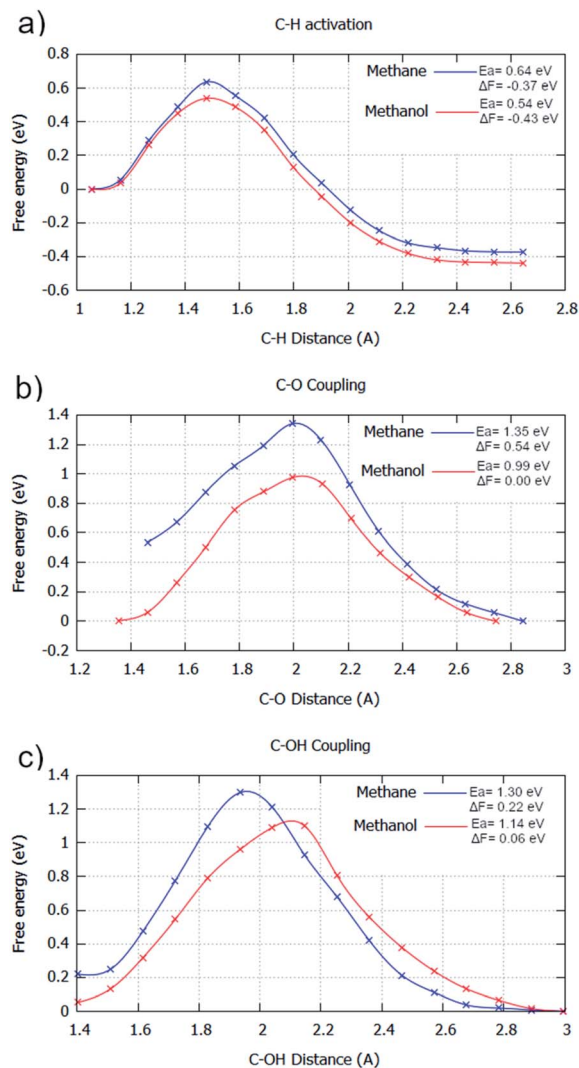 a)
C-H activation
Methane Ea= 0.64 eV
ΔF= -0.37 eV
Methanol Ea= 0.54 eV
ΔF= -0.43 eV
Free energy (eV)
0.8
0.6
0.4
0.2
0
-0.2
-0.4
-0.6
1 1.2 1.4 1.6 1.8 2 2.2 2.4 2.6 2.8
C-H Distance (A)
b)
C-O Coupling
Methane Ea= 1.35 eV
ΔF= 0.54 eV
Methanol Ea= 0.99 eV
ΔF= 0.00 eV
Free energy (eV)
1.4
1.2
1
0.8
0.6
0.4
0.2
0
-0.2
1.2 1.4 1.6 1.8 2 2.2 2.4 2.6 2.8 3
C-O Distance (A)
c)
C-OH Coupling
Methane Ea= 1.30 eV
ΔF= 0.22 eV
Methanol Ea= 1.14 eV
ΔF= 0.06 eV
Free energy (eV)
1.4
1.2
1
0.8
0.6
0.4
0.2
0
1.4 1.6 1.8 2 2.2 2.4 2.6 2.8 3
C-OH Distance (A)